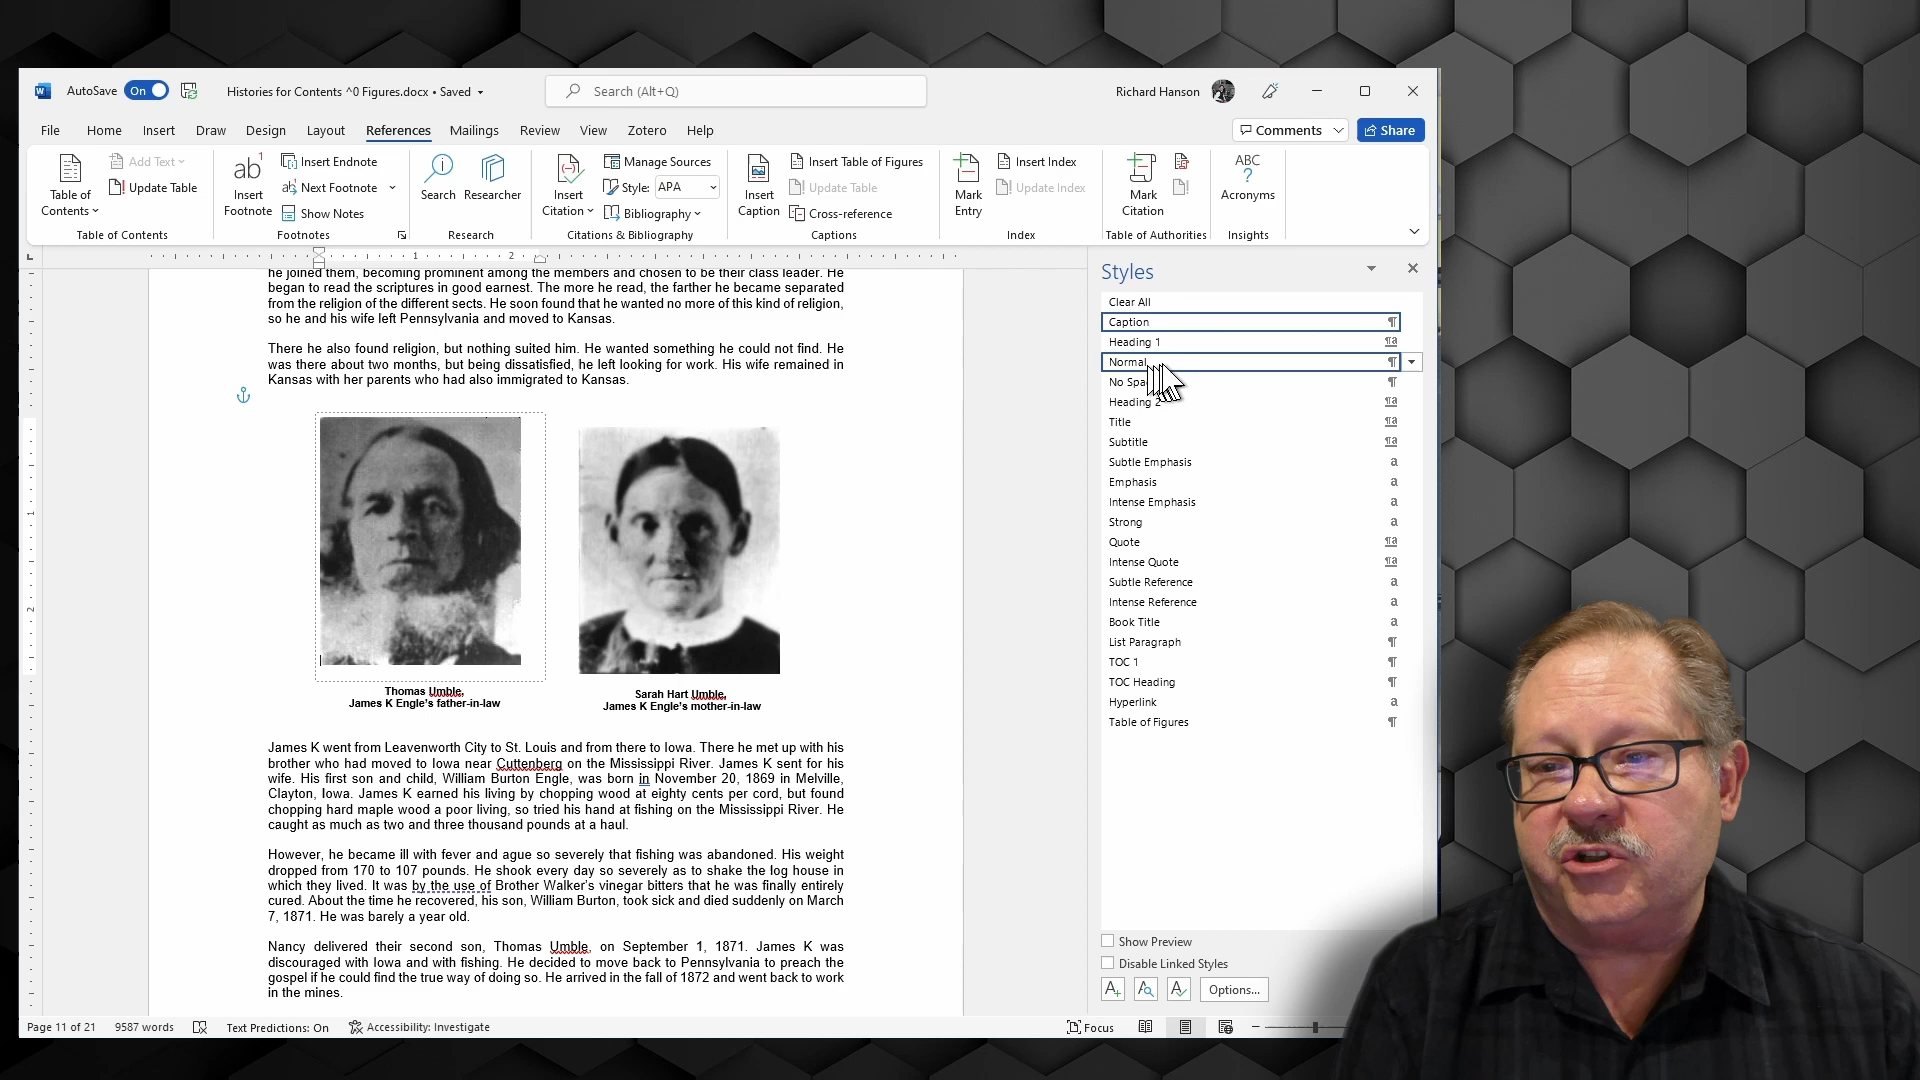 AutoSave On Histories for Contents ^0 Figures.docx • Saved Search (Alt+Q) Richard Hanson
File Home Insert Draw Design Layout References Mailings Review View Zotero Help Comments Share
Table of Contents
Add Text
Update Table
Table of Contents
ab1
Insert Footnote
Insert Endnote
Next Footnote
Show Notes
Footnotes
Search
Researcher
Research
Insert Citation
Manage Sources
Style: APA
Bibliography
Citations & Bibliography
Insert Caption
Insert Table of Figures
Update Table
Cross-reference
Captions
Mark Entry
Insert Index
Update Index
Index
Mark Citation
Table of Authorities
ABC
?
Acronyms
Insights
1 2
he joined them, becoming prominent among the members and chosen to be their class leader. He
began to read the scriptures in good earnest. The more he read, the farther he became separated
from the religion of the different sects. He soon found that he wanted no more of this kind of religion,
so he and his wife left Pennsylvania and moved to Kansas.
There he also found religion, but nothing suited him. He wanted something he could not find. He
was there about two months, but being dissatisfied, he left looking for work. His wife remained in
Kansas with her parents who had also immigrated to Kansas.
Thomas Umble,
James K Engle's father-in-law
Sarah Hart Umble,
James K Engle's mother-in-law
James K went from Leavenworth City to St. Louis and from there to Iowa. There he met up with his
brother who had moved to Iowa near Cuttenberg on the Mississippi River. James K sent for his
wife. His first son and child, William Burton Engle, was born in November 20, 1869 in Melville,
Clayton, Iowa. James K earned his living by chopping wood at eighty cents per cord, but found
chopping hard maple wood a poor living, so tried his hand at fishing on the Mississippi River. He
caught as much as two and three thousand pounds at a haul.
However, he became ill with fever and ague so severely that fishing was abandoned. His weight
dropped from 170 to 107 pounds. He shook every day so severely as to shake the log house in
which they lived. It was by the use of Brother Walker's vinegar bitters that he was finally entirely
cured. About the time he recovered, his son, William Burton, took sick and died suddenly on March
7, 1871. He was barely a year old.
Nancy delivered their second son, Thomas Umble, on September 1, 1871. James K was
discouraged with Iowa and with fishing. He decided to move back to Pennsylvania to preach the
gospel if he could find the true way of doing so. He arrived in the fall of 1872 and went back to work
in the mines.
Styles
Clear All
Caption
Heading 1
Normal
No Spa
Heading 2
Title
Subtitle
Subtle Emphasis
Emphasis
Intense Emphasis
Strong
Quote
Intense Quote
Subtle Reference
Intense Reference
Book Title
List Paragraph
TOC 1
TOC Heading
Hyperlink
Table of Figures
Show Preview
Disable Linked Styles
Options...
Page 11 of 21 9587 words Text Predictions: On Accessibility: Investigate Focus